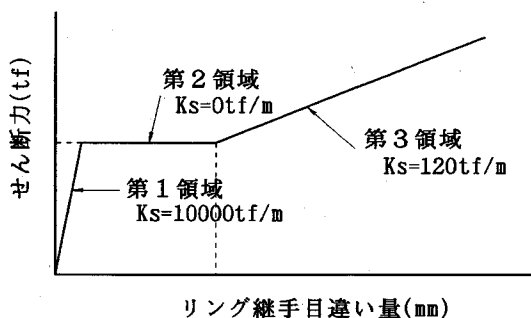 せん断力(tf)
第2領域
Ks=0tf/m
第3領域
Ks=120tf/m
第1領域
Ks=10000tf/m
リング継手目違い量(mm)